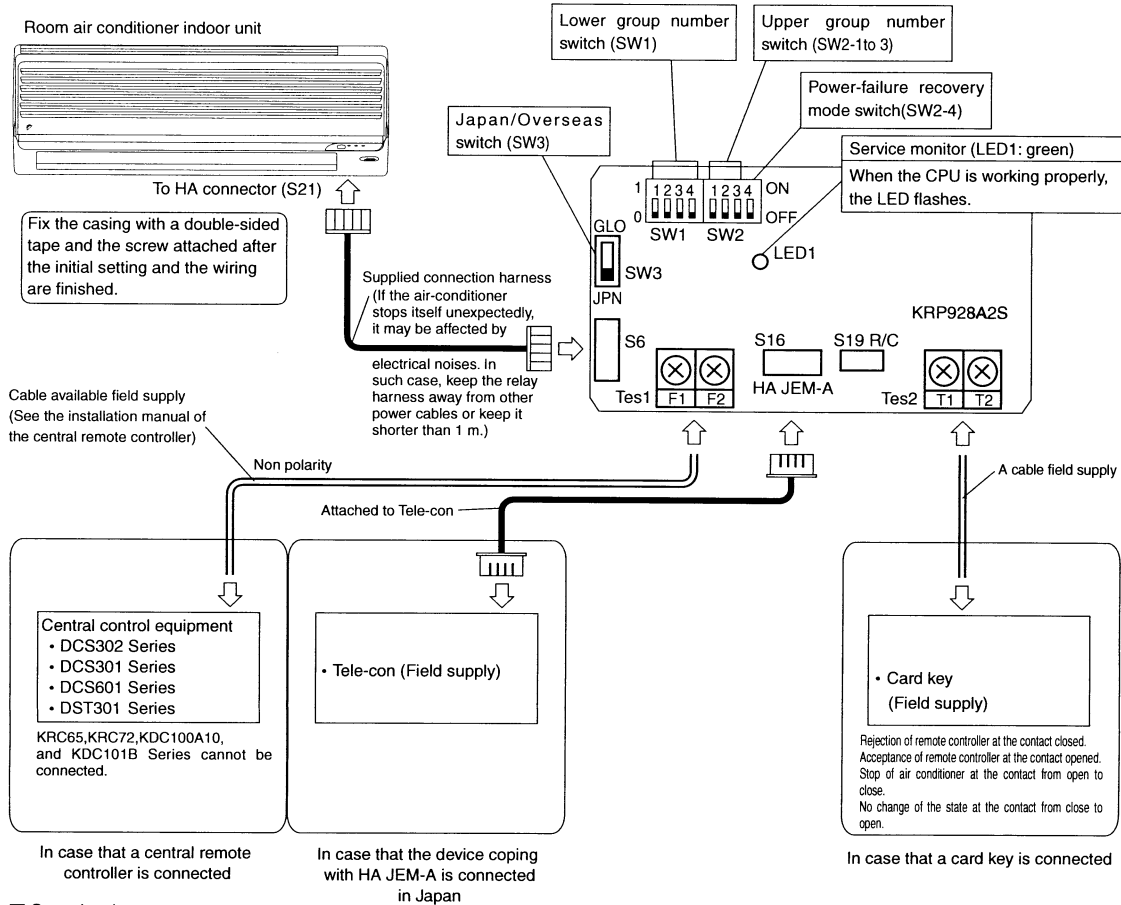 Room air conditioner indoor unit
Lower group number
switch (SW1)
Upper group number
switch (SW2-1to 3)
Power-failure recovery
mode switch(SW2-4)
Japan/Overseas
switch (SW3)
Service monitor (LED1: green)
When the CPU is working properly,
the LED flashes.
To HA connector (S21)
Fix the casing with a double-sided
tape and the screw attached after
the initial setting and the wiring
are finished.
Supplied connection harness
(If the air-conditioner
stops itself unexpectedly,
it may be affected by
electrical noises. In
such case, keep the relay
harness away from other
power cables or keep it
shorter than 1 m.)
1 1 2 3 4 1 2 3 4 ON
0 OFF
SW1 SW2
GLO
SW3
JPN
LED1
KRP928A2S
S6
S16
S19 R/C
HA JEM-A
Tes1 F1 F2
Tes2 T1 T2
Cable available field supply
(See the installation manual of
the central remote controller)
Non polarity
Attached to Tele-con
A cable field supply
Central control equipment
• DCS302 Series
• DCS301 Series
• DCS601 Series
• DST301 Series
KRC65,KRC72,KDC100A10,
and KDC101B Series cannot be
connected.
• Tele-con (Field supply)
• Card key
(Field supply)
Rejection of remote controller at the contact closed.
Acceptance of remote controller at the contact opened.
Stop of air conditioner at the contact from open to
close.
No change of the state at the contact from close to
open.
In case that a central remote
controller is connected
In case that the device coping
with HA JEM-A is connected
in Japan
In case that a card key is connected